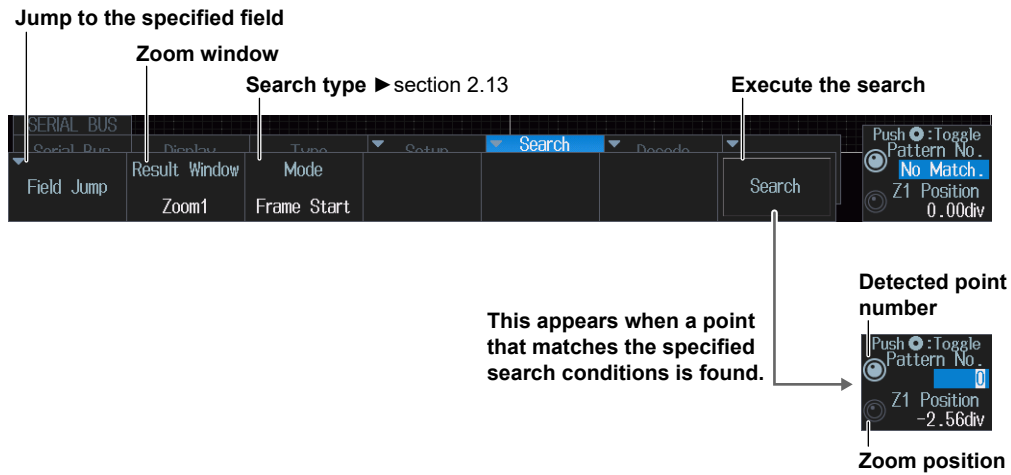 Jump to the specified field
Zoom window
Search type ►section 2.13
Execute the search
SERIAL BUS
Serial Bus Display Type Setup Search Decode
Field Jump
Result Window
Zoom1
Mode
Frame Start
Search
Push :Toggle
Pattern No.
No Match.
Z1 Position
0.00div
This appears when a point
that matches the specified
search conditions is found.
Detected point
number
Push :Toggle
Pattern No.
0
Z1 Position
-2.56div
Zoom position